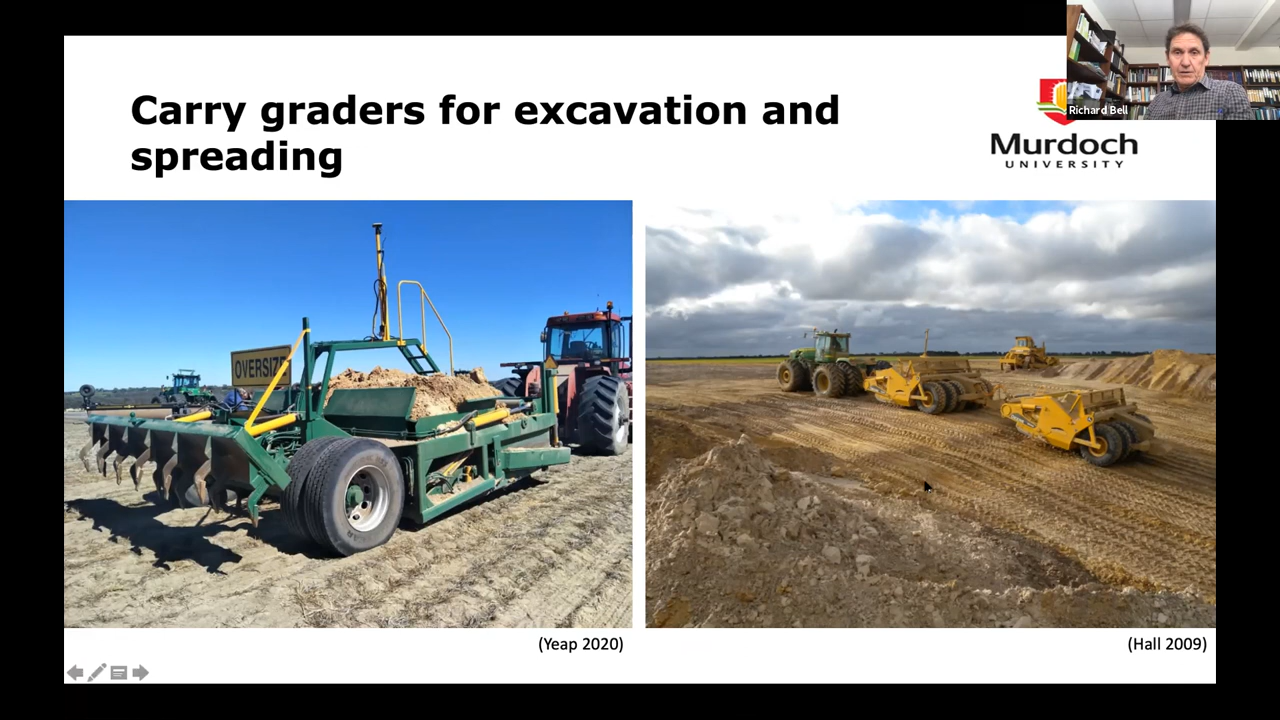 Richard Bell
Carry graders for excavation and
spreading
Murdoch
UNIVERSITY
OVERSIZE
(Yeap 2020)
(Hall 2009)